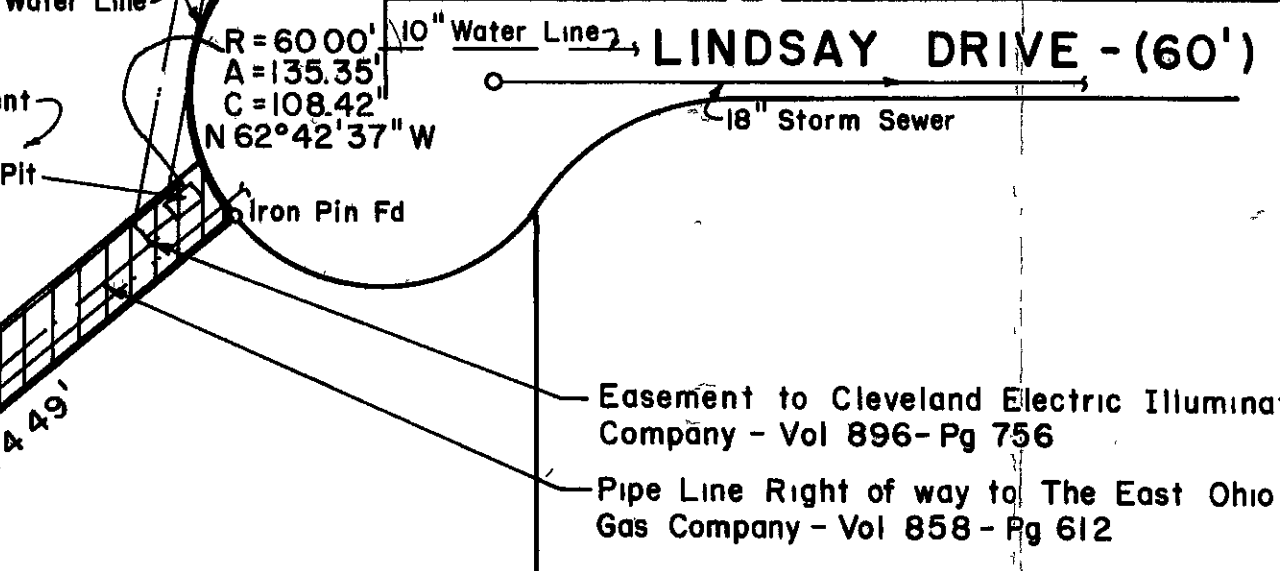 Water Line
R = 60 00'
A = 135.35'
C = 108.42'
N 62°42'37" W
10" Water Line
LINDSAY DRIVE - (60')
18" Storm Sewer
Pit
Iron Pin Fd
Easement to Cleveland Electric
Company - Vol 896 - Pg 756
Pipe Line Right of way to The East Ohio
Gas Company - Vol 858 - Pg 612
4 49'